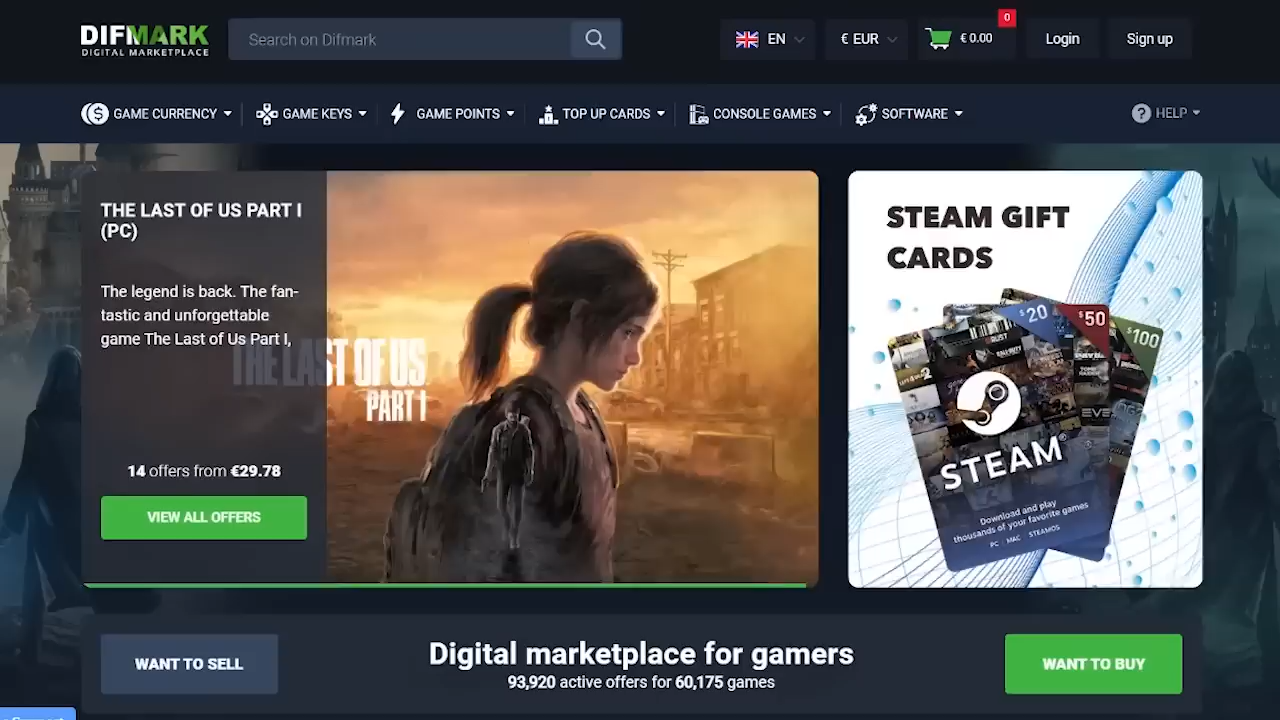 DIFMARK
DIGITAL MARKETPLACE
Search on Difmark
EN
€ EUR
0
€ 0.00
Login
Sign up
GAME CURRENCY
GAME KEYS
GAME POINTS
TOP UP CARDS
CONSOLE GAMES
SOFTWARE
HELP
THE LAST OF US PART I
(PC)
The legend is back. The fan-
tastic and unforgettable
game The Last of Us Part I,
THE LAST OF US
PART I
14 offers from €29.78
VIEW ALL OFFERS
STEAM GIFT
CARDS
$20
$50
$100
STEAM®
Download and play
thousands of your favorite games
PC MAC STEAMOS
WANT TO SELL
Digital marketplace for gamers
93,920 active offers for 60,175 games
WANT TO BUY